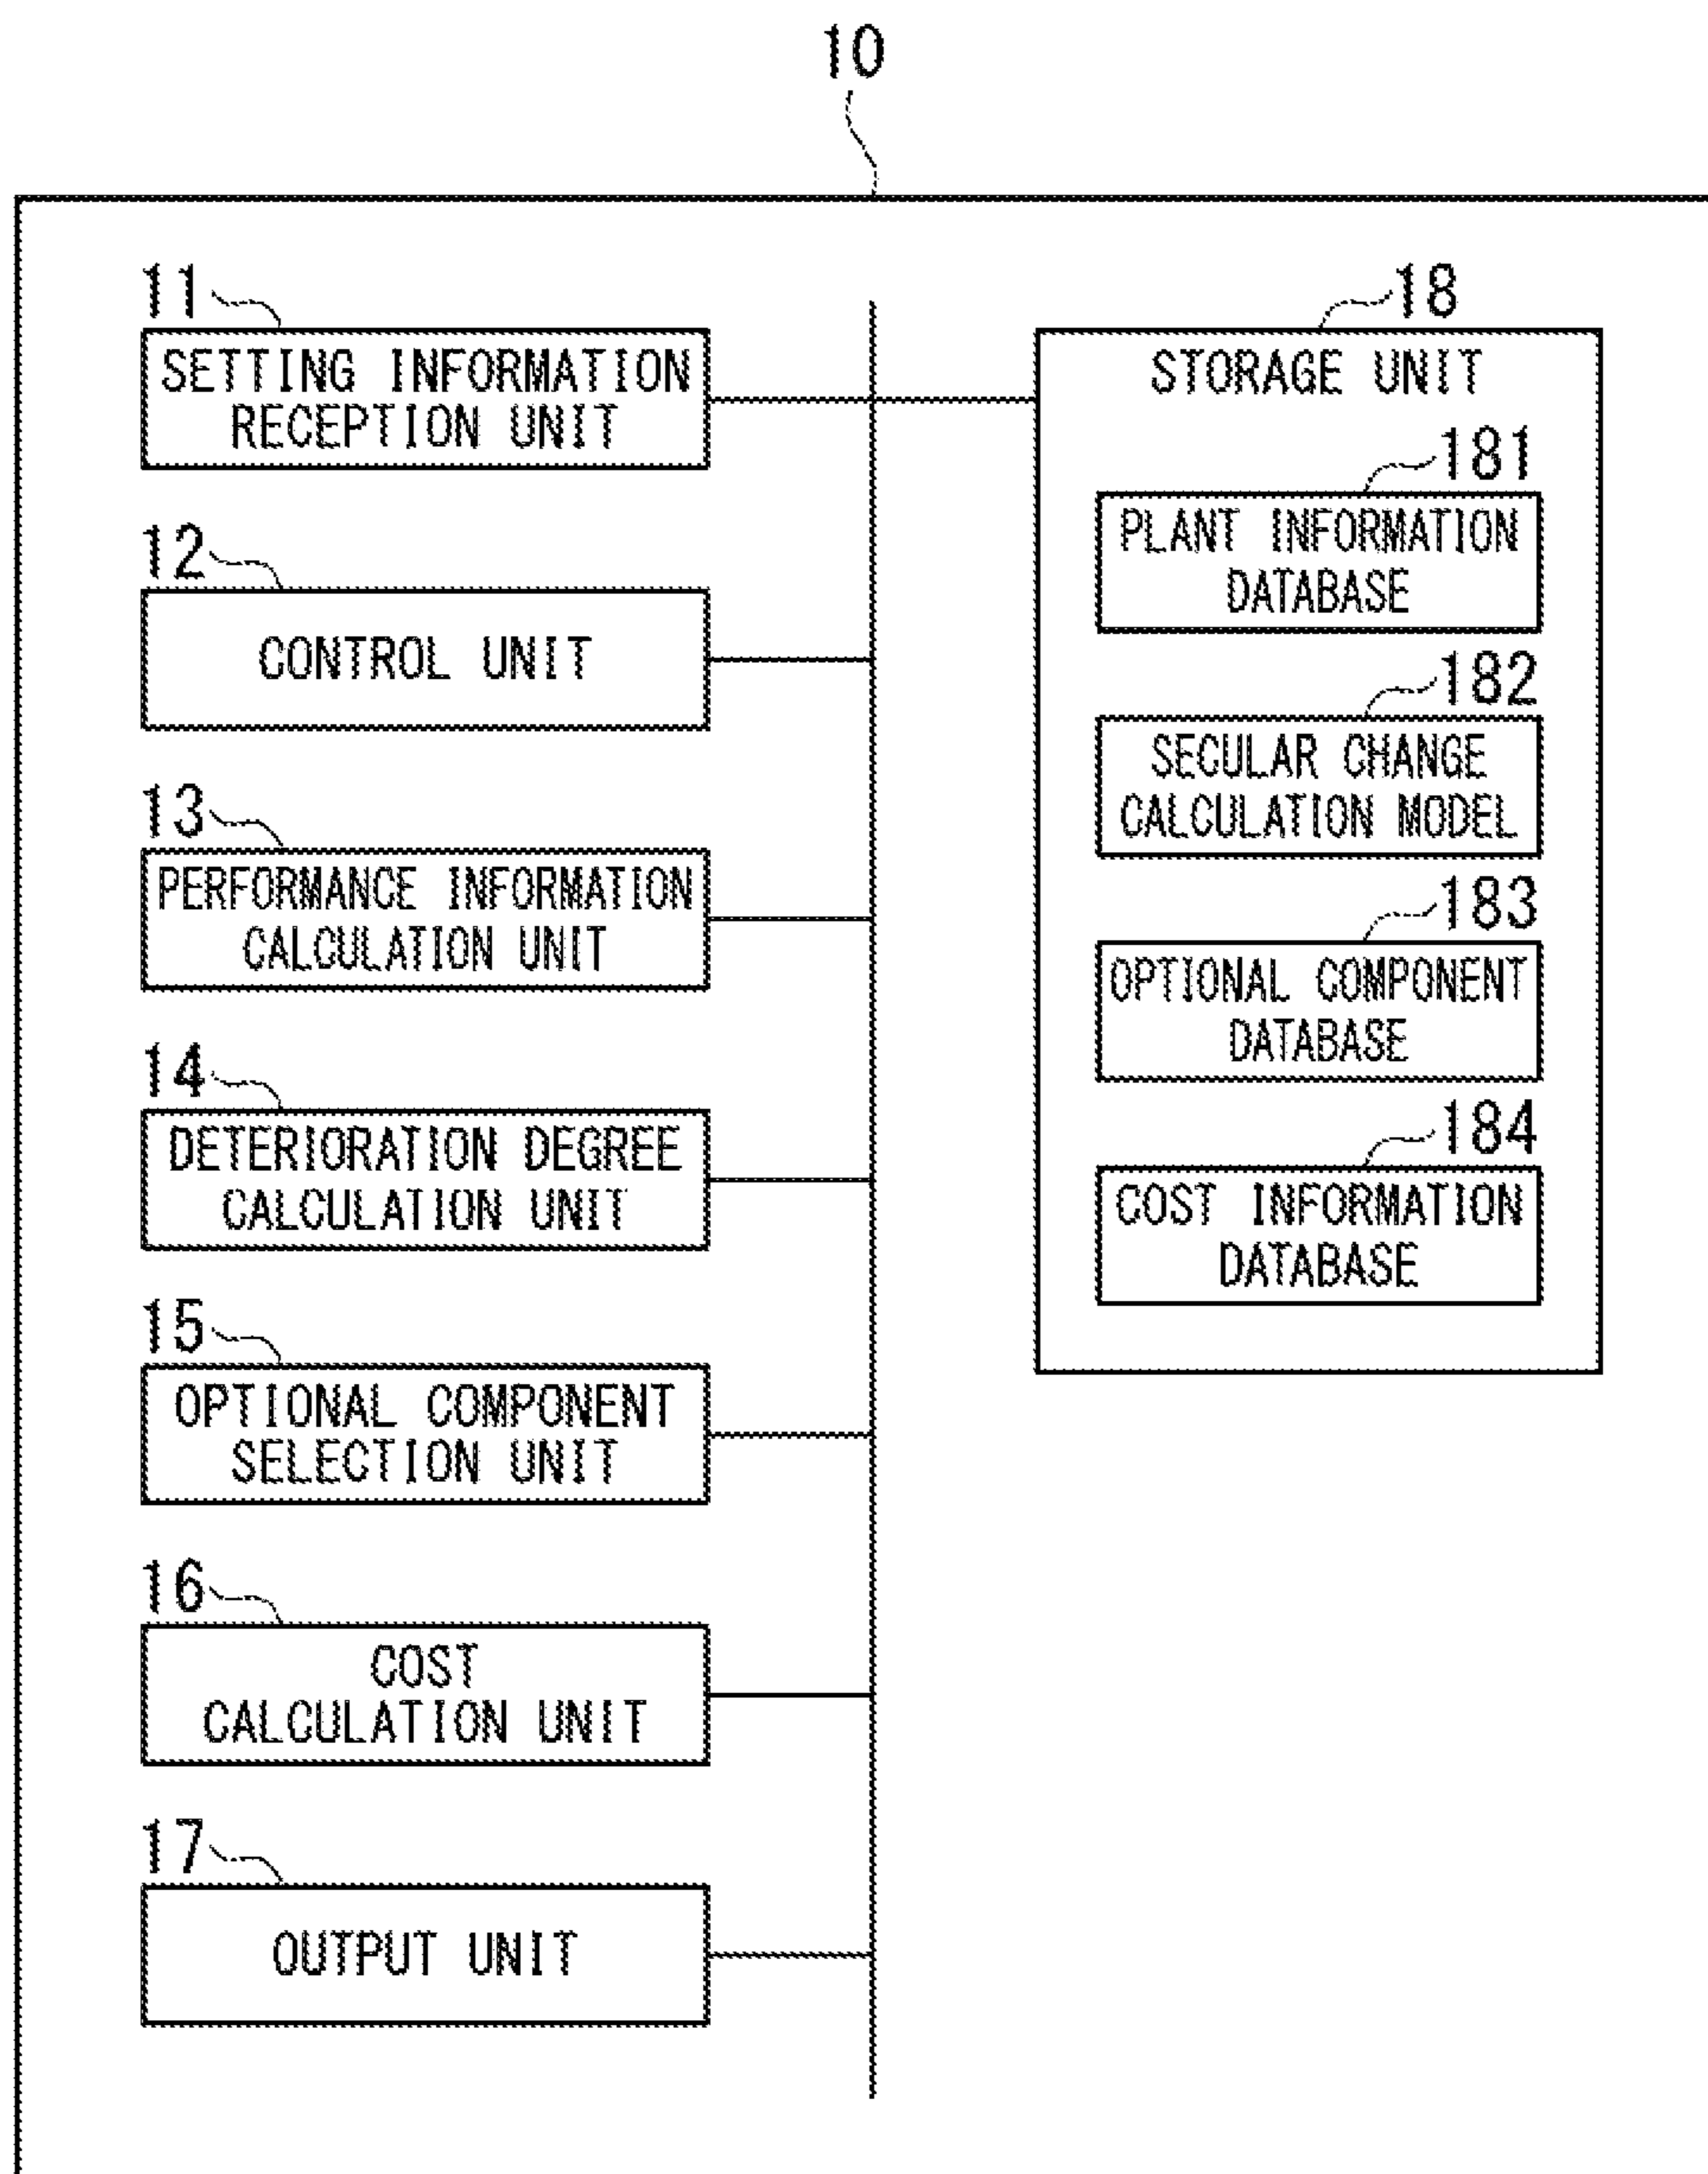 10
11
SETTING INFORMATION
RECEPTION UNIT
12
CONTROL UNIT
13
PERFORMANCE INFORMATION
CALCULATION UNIT
14
DETERIORATION DEGREE
CALCULATION UNIT
15
OPTIONAL COMPONENT
SELECTION UNIT
16
COST
CALCULATION UNIT
17
OUTPUT UNIT
18
STORAGE UNIT
181
PLANT INFORMATION
DATABASE
182
SECULAR CHANGE
CALCULATION MODEL
183
OPTIONAL COMPONENT
DATABASE
184
COST INFORMATION
DATABASE